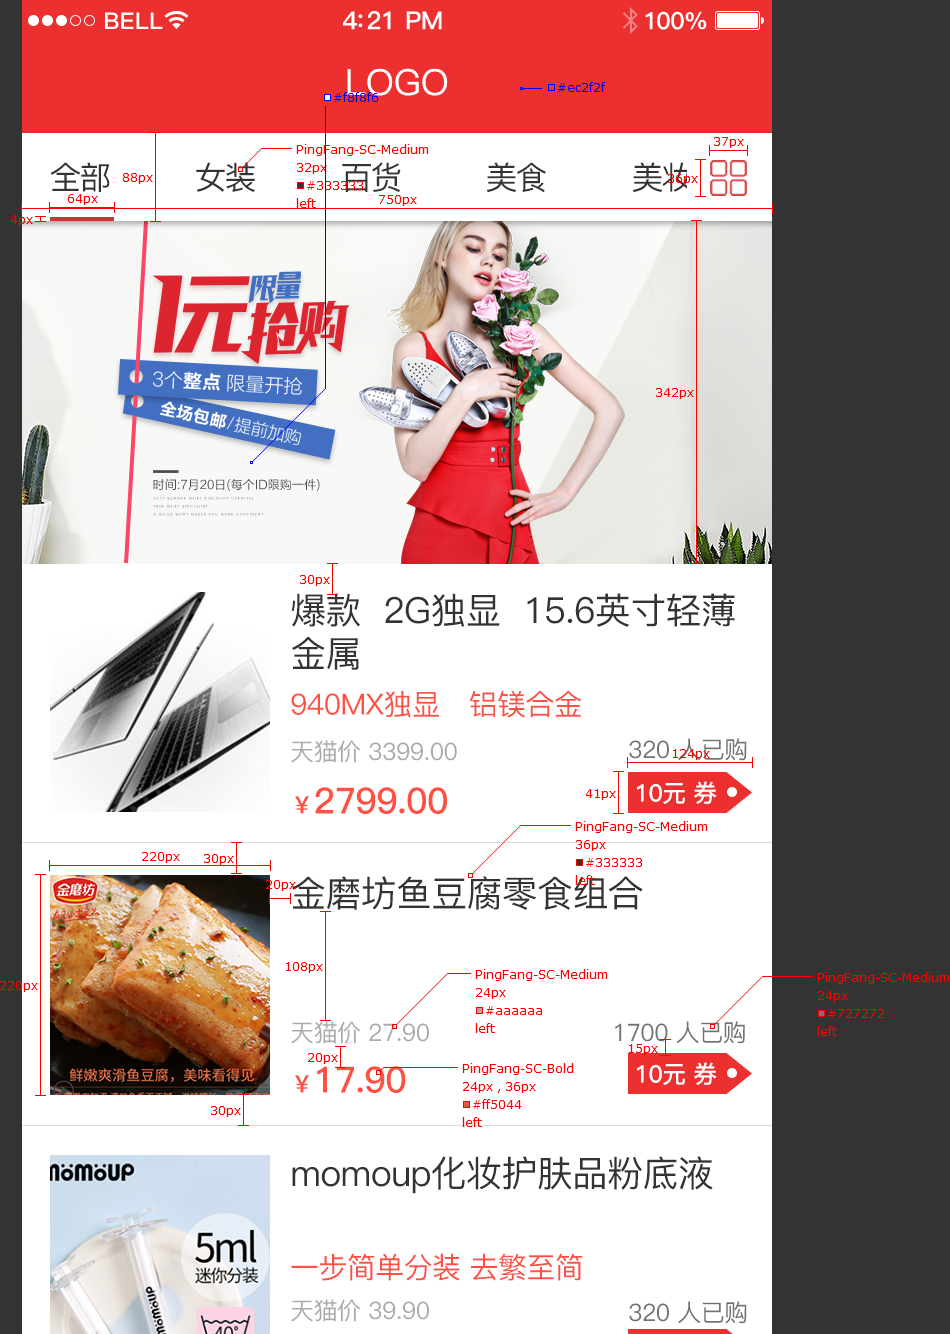 BELL 4:21 PM 100%
LOGO
#f8f8f6
#ec2f2f
37px
PingFang-SC-Medium
32px
#333333
left
全部 女装 百货 美食 美妆
88px
36px
64px
750px
4px
1元
限量
抢购
3个整点 限量开抢
全场包邮/提前加购
时间:7月20日(每个ID限购一件)
342px
30px
爆款 2G独显 15.6英寸轻薄
金属
940MX独显 铝镁合金
天猫价 3399.00
320 人已购
124px
¥2799.00
41px
10元 券
PingFang-SC-Medium
36px
#333333
left
220px
30px
20px
金磨坊
金磨坊鱼豆腐零食组合
108px
220px
PingFang-SC-Medium
24px
#aaaaaa
left
PingFang-SC-Medium
24px
#727272
left
天猫价 27.90
1700 人已购
15px
20px
鲜嫩爽滑鱼豆腐，美味看得见
¥17.90
10元 券
PingFang-SC-Bold
24px , 36px
#ff5044
left
30px
momoup
momoup化妆护肤品粉底液
5ml
迷你分装
momoup
40°
一步简单分装 去繁至简
天猫价 39.90
320 人已购